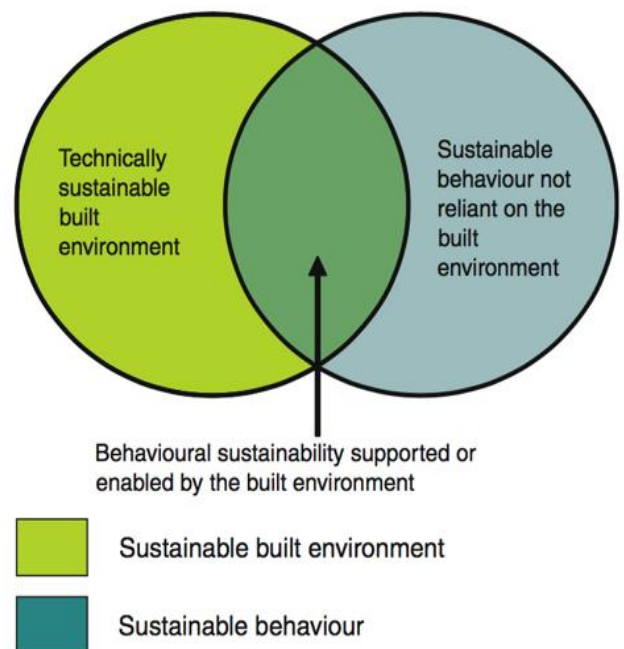 Technically
sustainable
built
environment
Sustainable
behaviour not
reliant on the
built
environment
Behavioural sustainability supported or
enabled by the built environment
Sustainable built environment
Sustainable behaviour